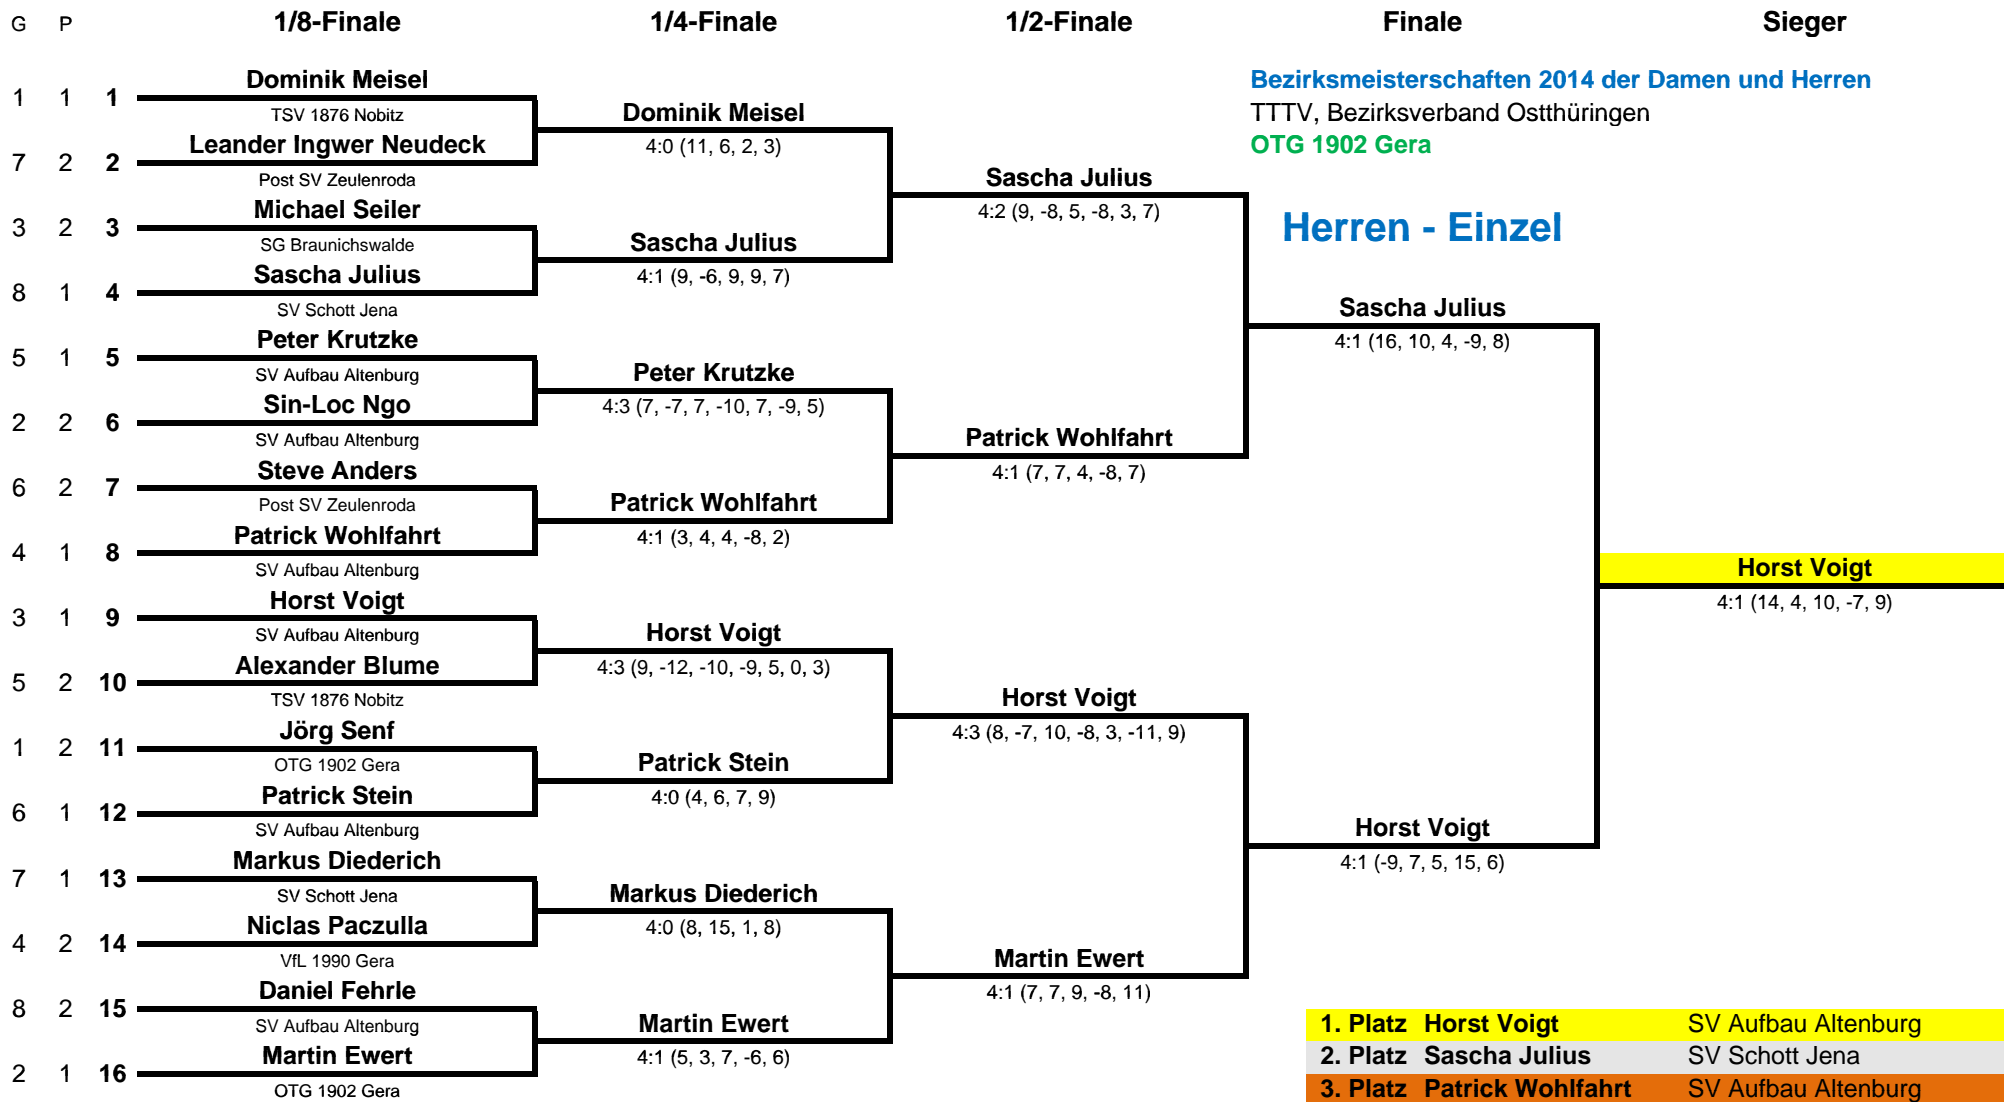 G P 1/8-Finale 1/4-Finale 1/2-Finale Finale Sieger
Bezirksmeisterschaften 2014 der Damen und Herren
TTTV, Bezirksverband Ostthüringen
OTG 1902 Gera
Herren - Einzel
Dominik Meisel
1 1 1
TSV 1876 Nobitz
Leander Ingwer Neudeck
7 2 2
Post SV Zeulenroda
Michael Seiler
3 2 3
SG Braunichswalde
Sascha Julius
8 1 4
SV Schott Jena
Peter Krutzke
5 1 5
SV Aufbau Altenburg
Sin-Loc Ngo
2 2 6
SV Aufbau Altenburg
Steve Anders
6 2 7
Post SV Zeulenroda
Patrick Wohlfahrt
4 1 8
SV Aufbau Altenburg
Horst Voigt
3 1 9
SV Aufbau Altenburg
Alexander Blume
5 2 10
TSV 1876 Nobitz
Jörg Senf
1 2 11
OTG 1902 Gera
Patrick Stein
6 1 12
SV Aufbau Altenburg
Markus Diederich
7 1 13
SV Schott Jena
Niclas Paczulla
4 2 14
VfL 1990 Gera
Daniel Fehrle
8 2 15
SV Aufbau Altenburg
Martin Ewert
2 1 16
OTG 1902 Gera
Dominik Meisel
4:0 (11, 6, 2, 3)
Sascha Julius
4:1 (9, -6, 9, 9, 7)
Peter Krutzke
4:3 (7, -7, 7, -10, 7, -9, 5)
Patrick Wohlfahrt
4:1 (3, 4, 4, -8, 2)
Horst Voigt
4:3 (9, -12, -10, -9, 5, 0, 3)
Patrick Stein
4:0 (4, 6, 7, 9)
Markus Diederich
4:0 (8, 15, 1, 8)
Martin Ewert
4:1 (5, 3, 7, -6, 6)
Sascha Julius
4:2 (9, -8, 5, -8, 3, 7)
Patrick Wohlfahrt
4:1 (7, 7, 4, -8, 7)
Horst Voigt
4:3 (8, -7, 10, -8, 3, -11, 9)
Martin Ewert
4:1 (7, 7, 9, -8, 11)
Sascha Julius
4:1 (16, 10, 4, -9, 8)
Horst Voigt
4:1 (-9, 7, 5, 15, 6)
Horst Voigt
4:1 (14, 4, 10, -7, 9)
1. Platz Horst Voigt SV Aufbau Altenburg
2. Platz Sascha Julius SV Schott Jena
3. Platz Patrick Wohlfahrt SV Aufbau Altenburg